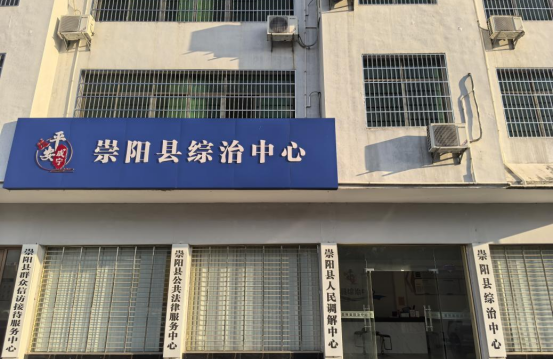 平安咸宁
崇阳县综治中心
崇阳县群众信访接待服务中心
崇阳县公共法律服务中心
崇阳县人民调解中心
崇阳县综治中心